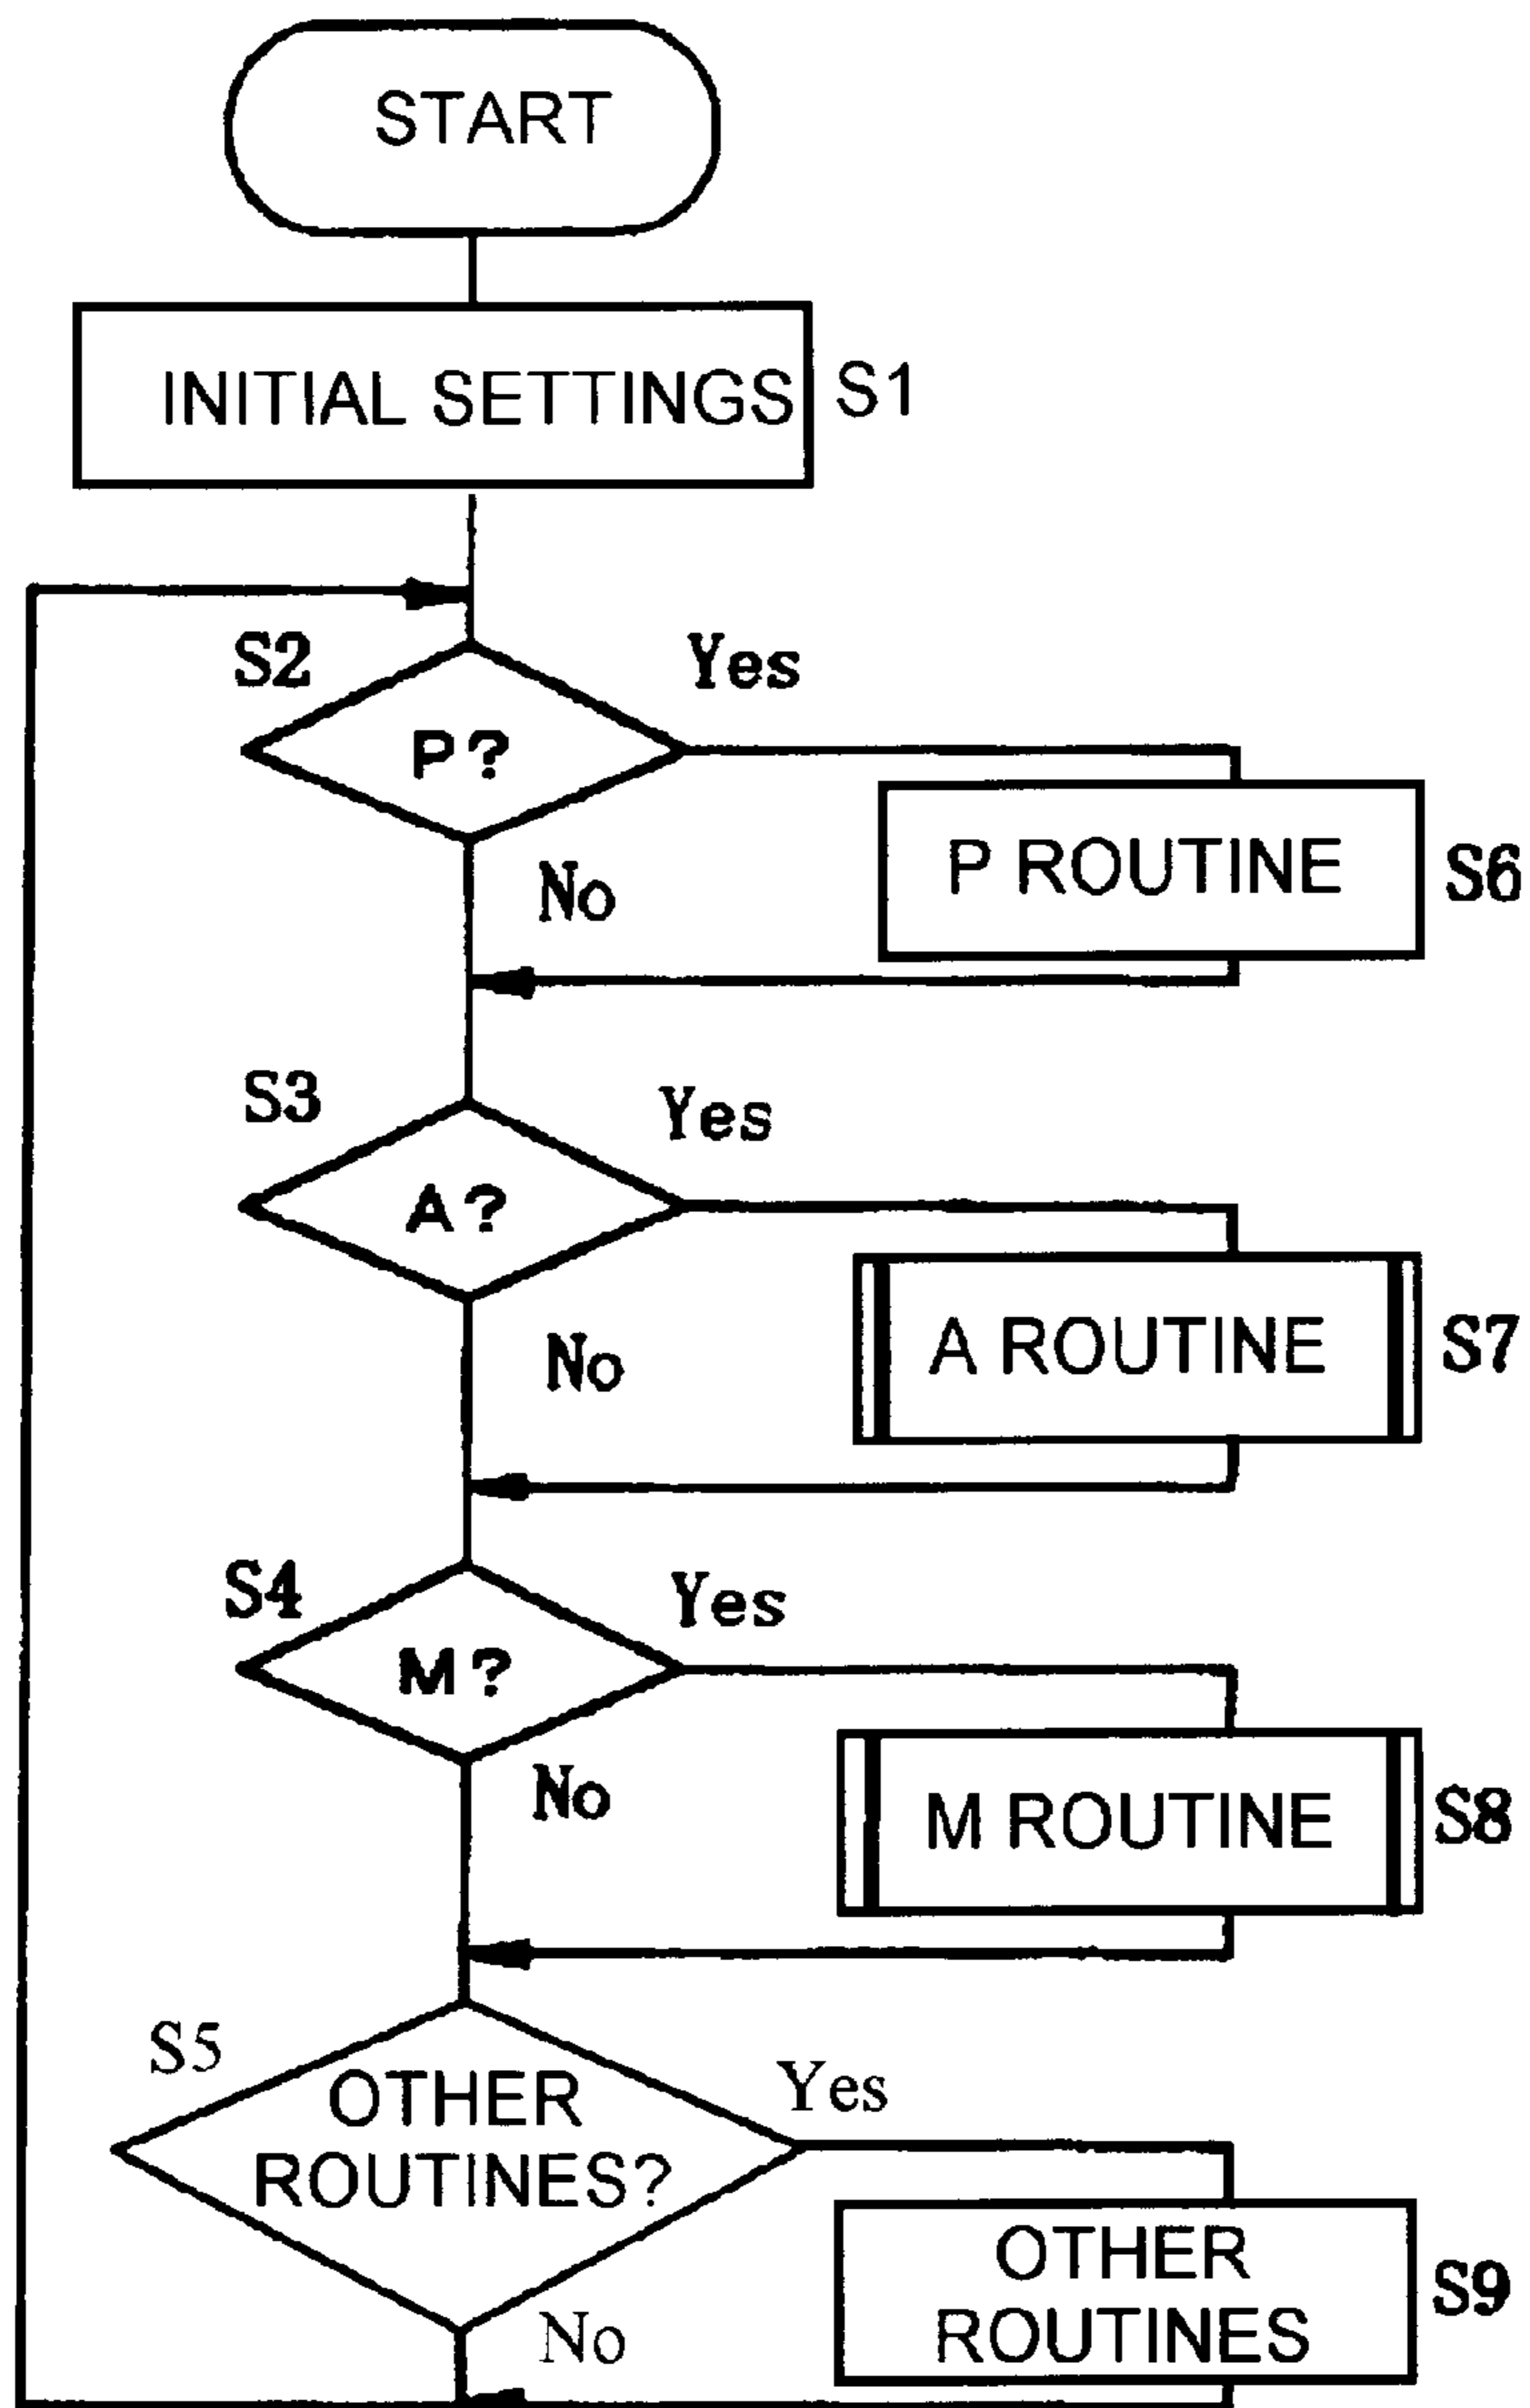 START
INITIAL SETTINGS S1
S2 Yes
P?
P ROUTINE S6
No
S3 Yes
A?
A ROUTINE S7
No
S4 Yes
M?
No
M ROUTINE S8
S5
Yes
OTHER
ROUTINES?
OTHER
ROUTINES
S9
No